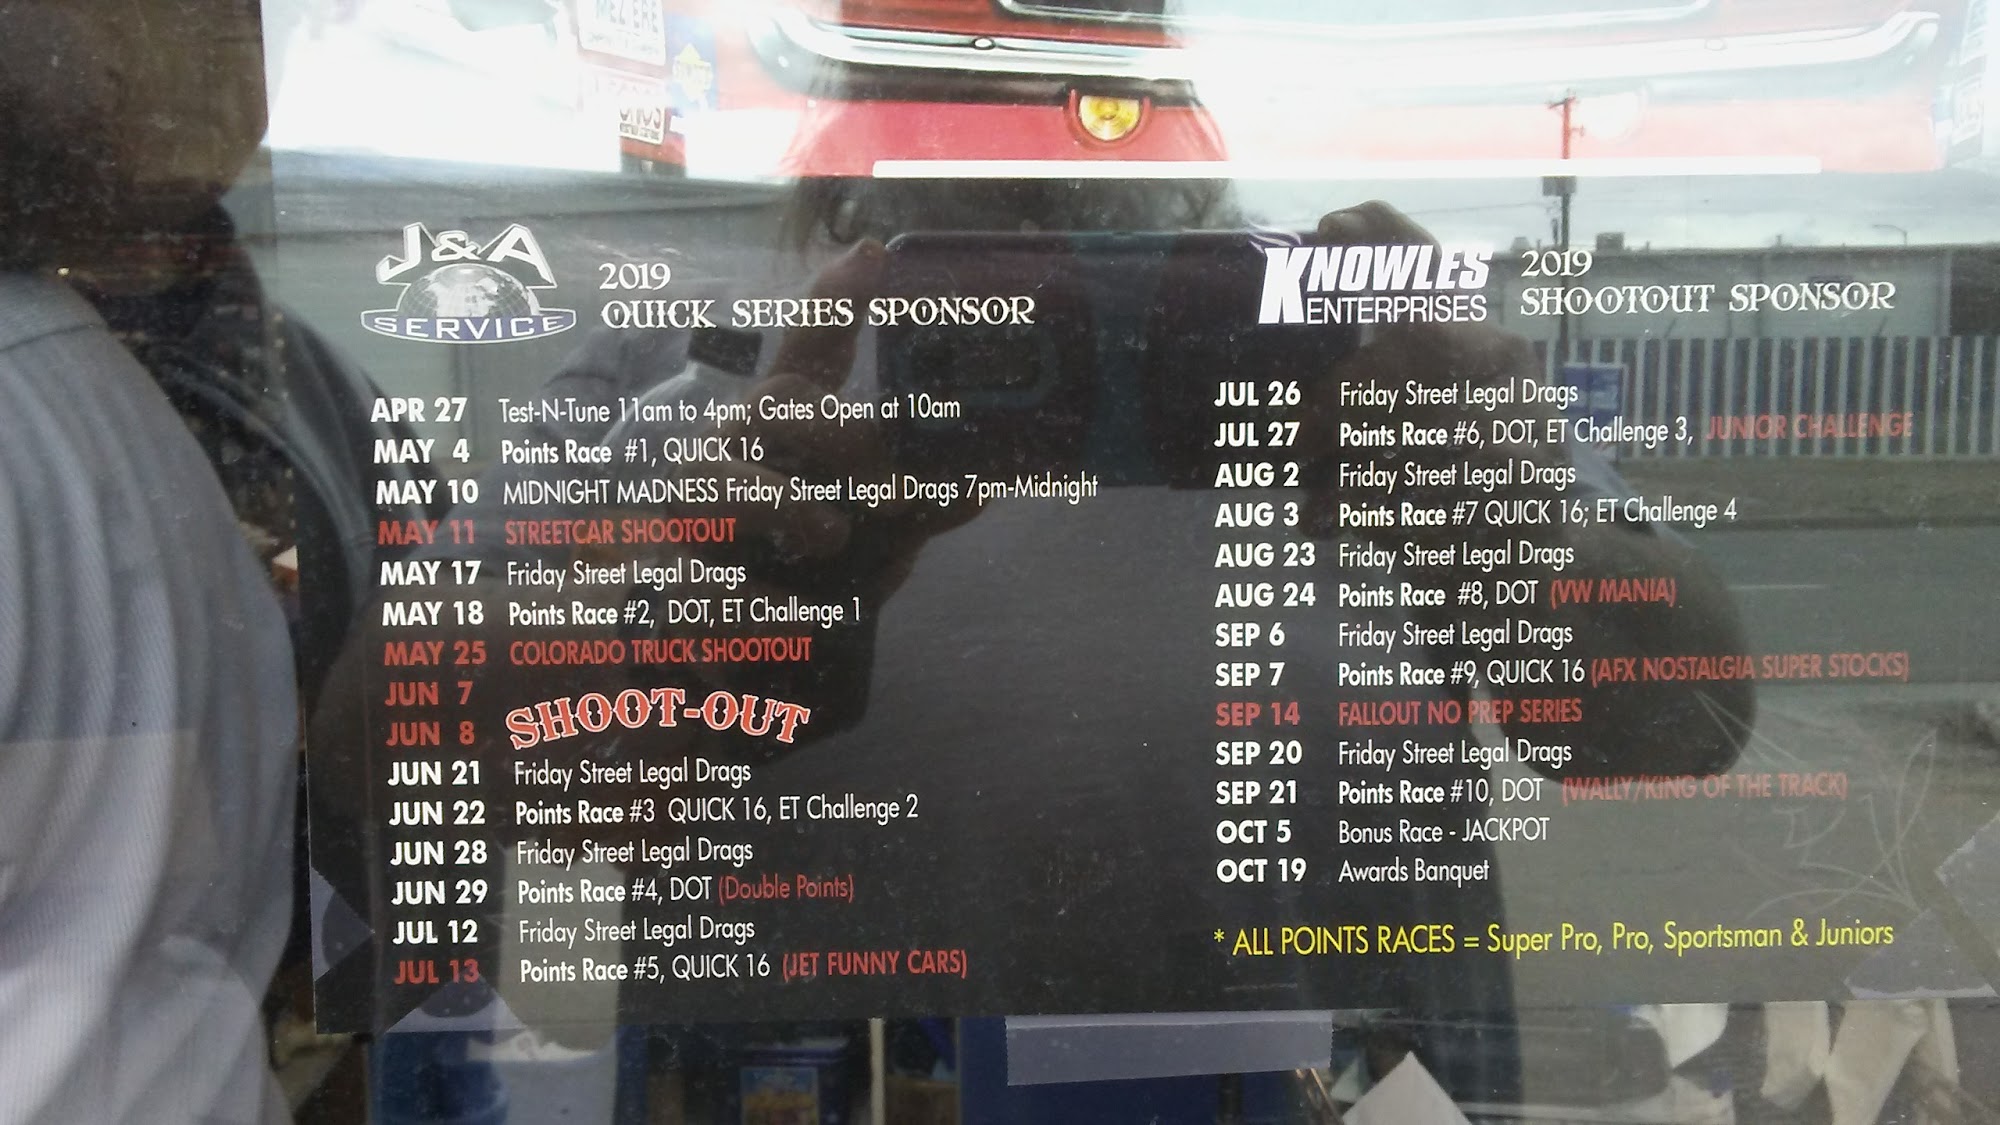 MEZ ERE
J&A
SERVICE
2019
QUICK SERIES SPONSOR
APR 27 Test-N-Tune 11am to 4pm; Gates Open at 10am
MAY 4 Points Race #1, QUICK 16
MAY 10 MIDNIGHT MADNESS Friday Street Legal Drags 7pm-Midnight
MAY 11 STREETCAR SHOOTOUT
MAY 17 Friday Street Legal Drags
MAY 18 Points Race #2, DOT, ET Challenge 1
MAY 25 COLORADO TRUCK SHOOTOUT
JUN 7
JUN 8
SHOOT-OUT
JUN 21 Friday Street Legal Drags
JUN 22 Points Race #3 QUICK 16, ET Challenge 2
JUN 28 Friday Street Legal Drags
JUN 29 Points Race #4, DOT (Double Points)
JUL 12 Friday Street Legal Drags
JUL 13 Points Race #5, QUICK 16 (JET FUNNY CARS)
KNOWLES
ENTERPRISES
2019
SHOOTOUT SPONSOR
JUL 26 Friday Street Legal Drags
JUL 27 Points Race #6, DOT, ET Challenge 3, JUNIOR CHALLENGE
AUG 2 Friday Street Legal Drags
AUG 3 Points Race #7 QUICK 16; ET Challenge 4
AUG 23 Friday Street Legal Drags
AUG 24 Points Race #8, DOT (VW MANIA)
SEP 6 Friday Street Legal Drags
SEP 7 Points Race #9, QUICK 16 (AFX NOSTALGIA SUPER STOCKS)
SEP 14 FALLOUT NO PREP SERIES
SEP 20 Friday Street Legal Drags
SEP 21 Points Race #10, DOT (WALLY/KING OF THE TRACK)
OCT 5 Bonus Race - JACKPOT
OCT 19 Awards Banquet
* ALL POINTS RACES = Super Pro, Pro, Sportsman & Juniors